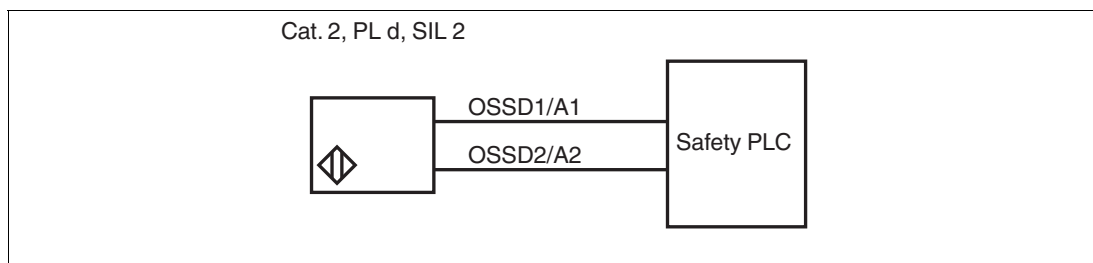 Cat. 2, PL d, SIL 2
OSSD1/A1
OSSD2/A2
Safety PLC